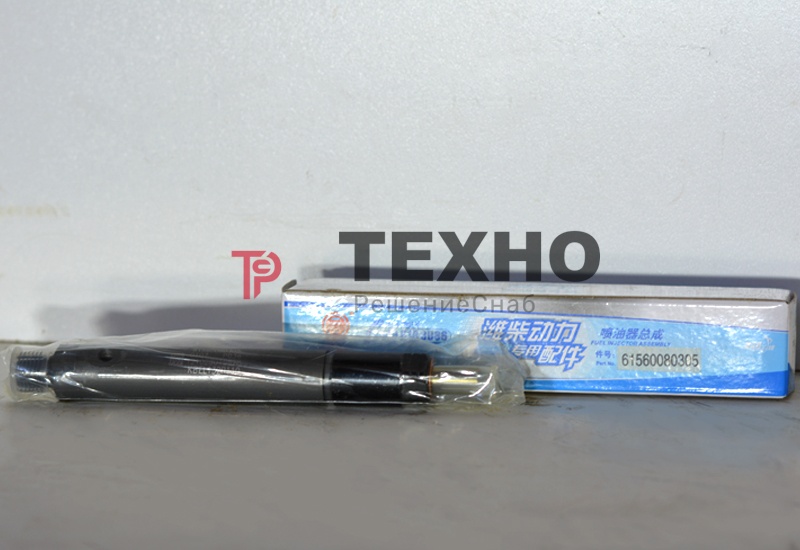 TP
ТЕХНО
РешениеСнаб
潍柴动力
专用配件
喷油器总成
FUEL INJECTOR ASSEMBLY
件号:
Part No.
61560080305